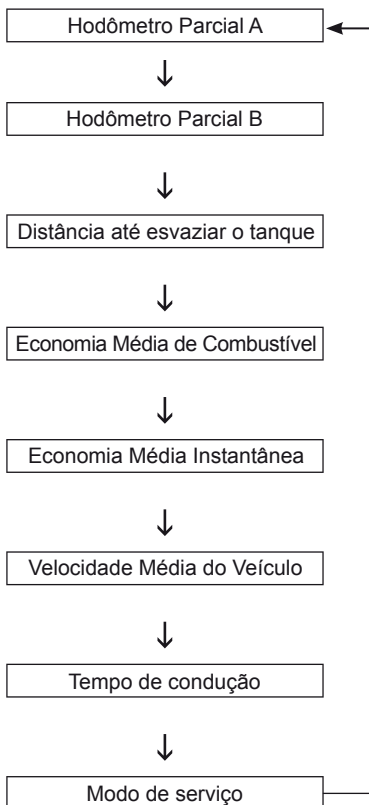 Hodômetro Parcial A
Hodômetro Parcial B
Distância até esvaziar o tanque
Economia Média de Combustível
Economia Média Instantânea
Velocidade Média do Veículo
Tempo de condução
Modo de serviço